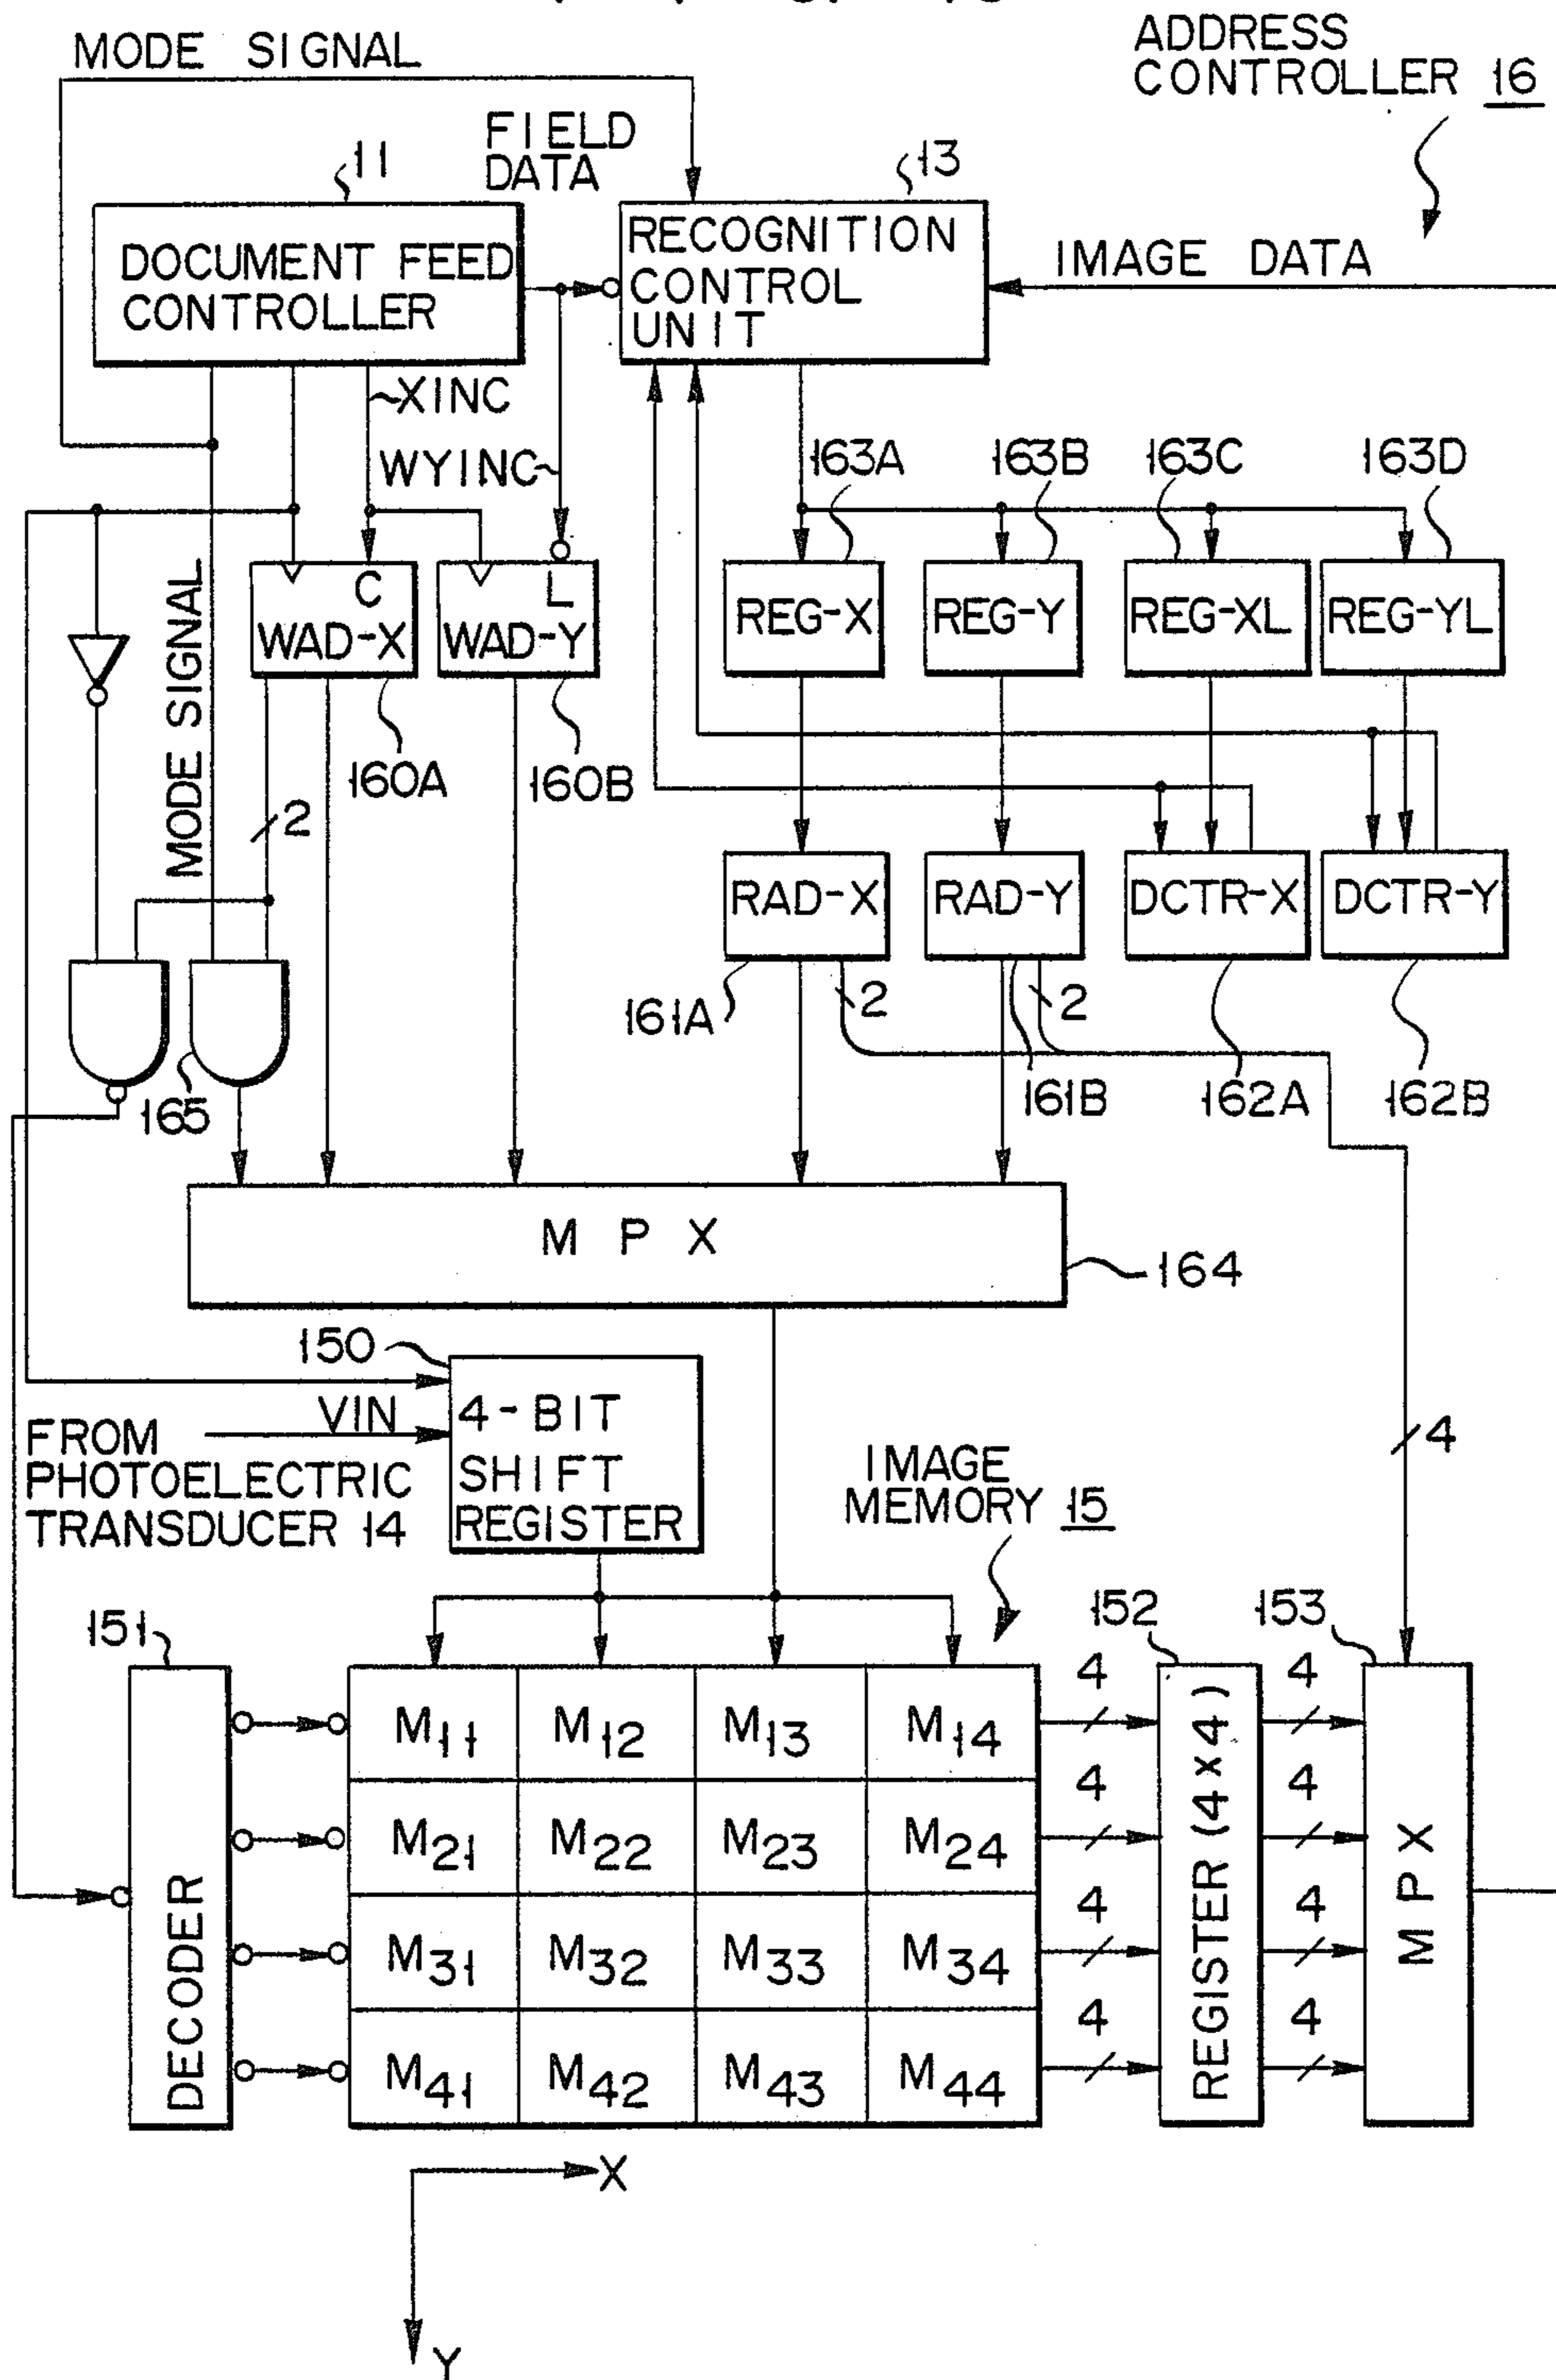 MODE SIGNAL
ADDRESS
CONTROLLER 16
FIELD
DATA
11
13
DOCUMENT FEED
CONTROLLER
RECOGNITION
CONTROL
UNIT
IMAGE DATA
XINC
WYINC
163A
163B
163C
163D
MODE SIGNAL
C
WAD-X
L
WAD-Y
REG-X
REG-Y
REG-XL
REG-YL
160A
160B
2
RAD-X
RAD-Y
DCTR-X
DCTR-Y
2
2
161A
161B
162A
162B
165
M P X
164
150
VIN
FROM
PHOTOELECTRIC
TRANSDUCER 14
4-BIT
SHIFT
REGISTER
4
IMAGE
MEMORY 15
151
152
153
DECODER
M11 M12 M13 M14
M21 M22 M23 M24
M31 M32 M33 M34
M41 M42 M43 M44
4 4
4 4
4 4
4 4
REGISTER (4×4)
M P X
X
Y